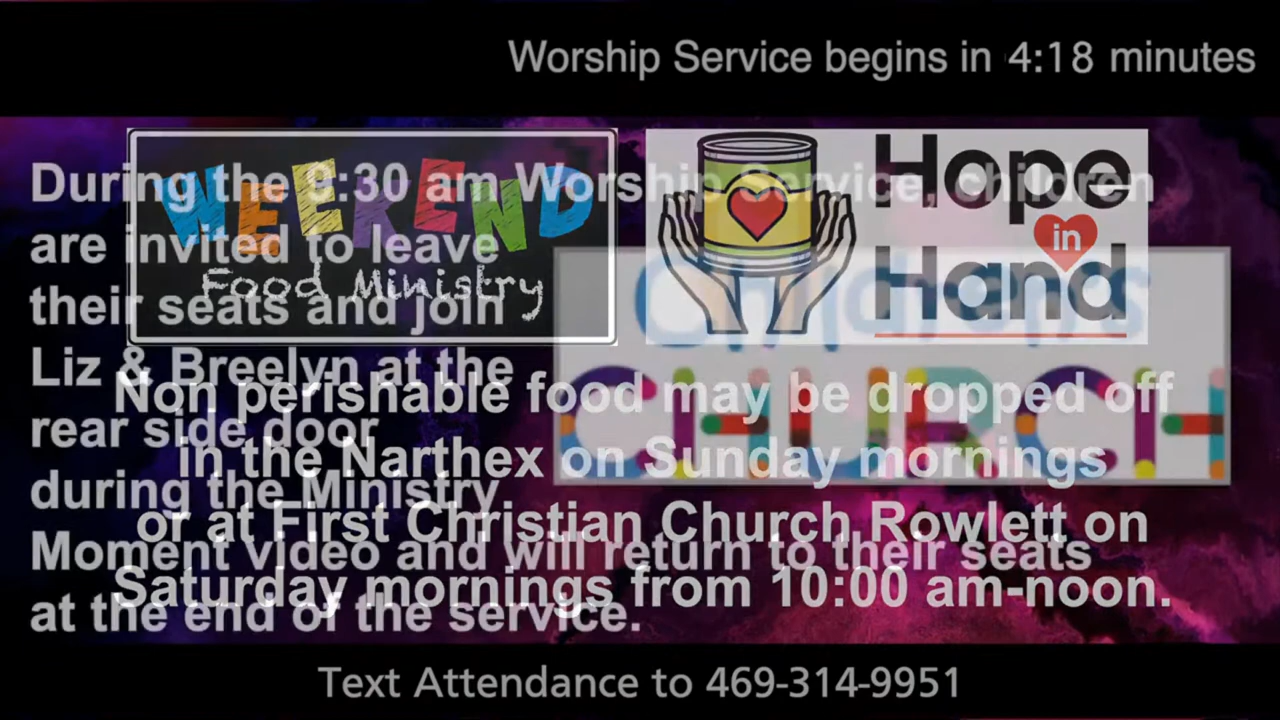 Worship Service begins in 4:18 minutes
WEEKEND
Food Ministry
Hope
in
Hand
Non perishable food may be dropped off
in the Narthex on Sunday mornings
or at First Christian Church Rowlett on
Saturday mornings from 10:00 am-noon.
During the 9:30 am Worship Service, children
are invited to leave
their seats and join
Liz & Breelyn at the
rear side door
during the Ministry
Moment video and will return to their seats
at the end of the service.
Children's
CHURCH
Text Attendance to 469-314-9951